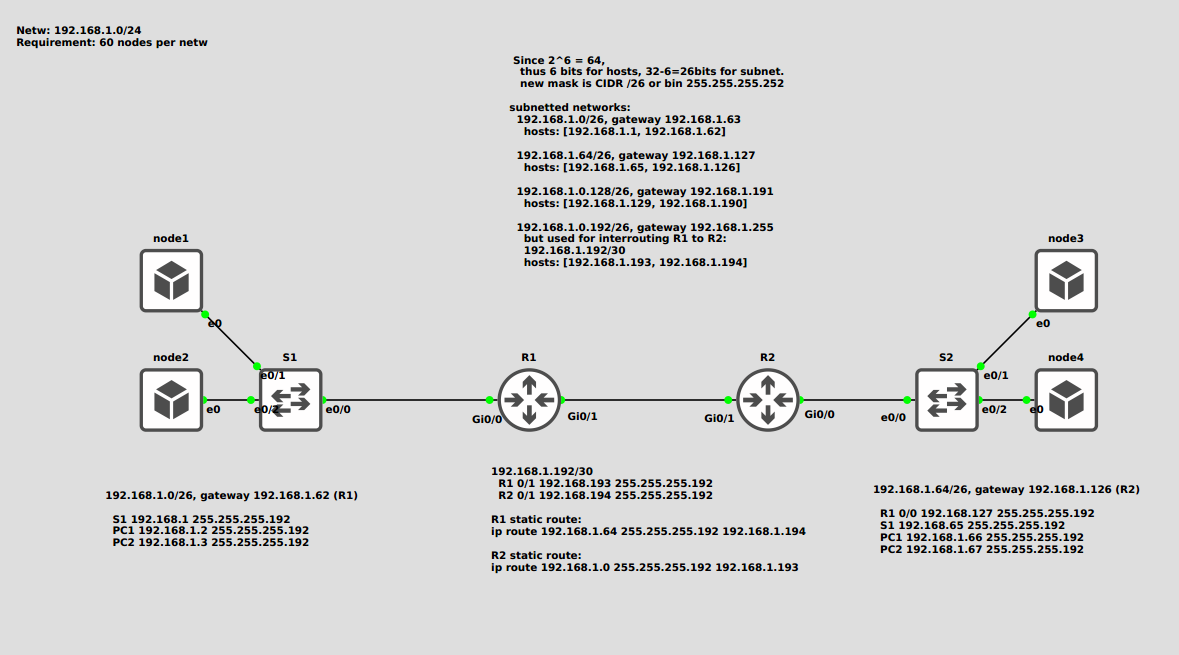 Netw: 192.168.1.0/24
Requirement: 60 nodes per netw
Since 2^6 = 64,
thus 6 bits for hosts, 32-6=26bits for subnet.
new mask is CIDR /26 or bin 255.255.255.252
subnetted networks:
192.168.1.0/26, gateway 192.168.1.63
hosts: [192.168.1.1, 192.168.1.62]
192.168.1.64/26, gateway 192.168.1.127
hosts: [192.168.1.65, 192.168.1.126]
192.168.1.0.128/26, gateway 192.168.1.191
hosts: [192.168.1.129, 192.168.1.190]
192.168.1.0.192/26, gateway 192.168.1.255
but used for interrouting R1 to R2:
192.168.1.192/30
hosts: [192.168.1.193, 192.168.1.194]
node1
node3
e0
e0
node2
S1
R1
R2
S2
node4
e0/1
e0/1
e0
e0/2
e0/0
Gi0/0
Gi0/1
Gi0/1
Gi0/0
e0/0
e0/2
e0
192.168.1.0/26, gateway 192.168.1.62 (R1)
S1 192.168.1 255.255.255.192
PC1 192.168.1.2 255.255.255.192
PC2 192.168.1.3 255.255.255.192
192.168.1.192/30
R1 0/1 192.168.193 255.255.255.192
R2 0/1 192.168.194 255.255.255.192
R1 static route:
ip route 192.168.1.64 255.255.255.192 192.168.1.194
R2 static route:
ip route 192.168.1.0 255.255.255.192 192.168.1.193
192.168.1.64/26, gateway 192.168.1.126 (R2)
R1 0/0 192.168.127 255.255.255.192
S1 192.168.65 255.255.255.192
PC1 192.168.1.66 255.255.255.192
PC2 192.168.1.67 255.255.255.192